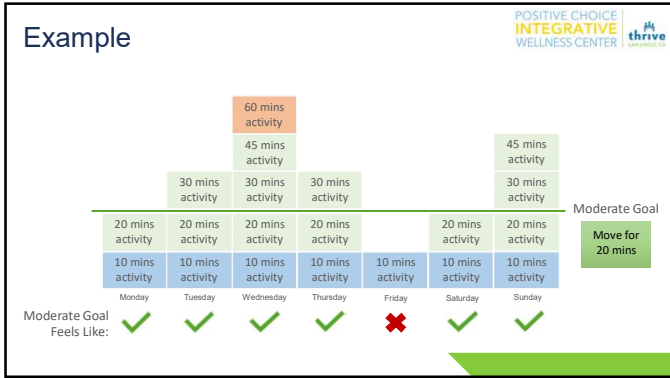 Example
POSITIVE CHOICE
INTEGRATIVE
WELLNESS CENTER
thrive
SAN DIEGO, CA
60 mins
activity
45 mins
activity
45 mins
activity
30 mins
activity
30 mins
activity
30 mins
activity
30 mins
activity
Moderate Goal
20 mins
activity
20 mins
activity
20 mins
activity
20 mins
activity
20 mins
activity
20 mins
activity
Move for
20 mins
10 mins
activity
10 mins
activity
10 mins
activity
10 mins
activity
10 mins
activity
10 mins
activity
10 mins
activity
Monday
Tuesday
Wednesday
Thursday
Friday
Saturday
Sunday
Moderate Goal
Feels Like: